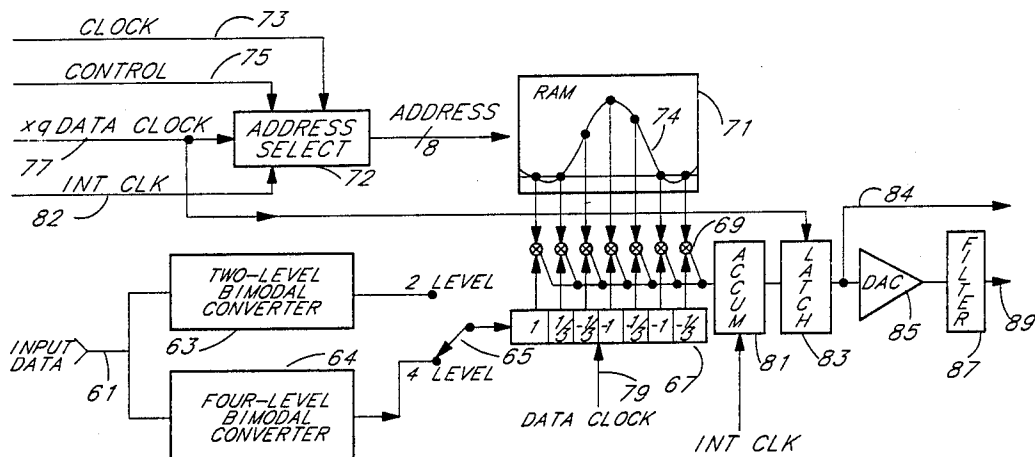 CLOCK
73
CONTROL
75
xq DATA CLOCK
77
INT CLK
82
ADDRESS
SELECT
72
ADDRESS
8
RAM
74
71
69
84
TWO-LEVEL
BIMODAL
CONVERTER
63
2 LEVEL
INPUT
DATA
61
64
FOUR-LEVEL
BIMODAL
CONVERTER
4 LEVEL
65
1 1/3 -1/3 -1 -1/3 -1 -1/3
79
67
DATA CLOCK
ACCUM
81
INT CLK
LATCH
83
DAC
85
FILTER
87
89